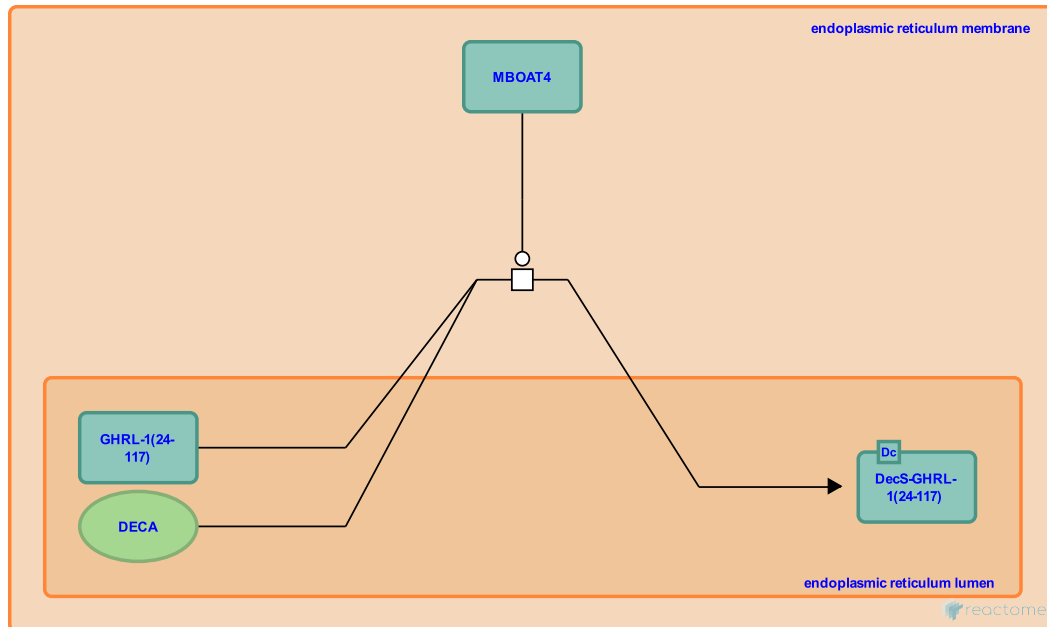 endoplasmic reticulum membrane
MBOAT4
GHRL-1(24-
117)
DECA
Dc
DecS-GHRL-
1(24-117)
endoplasmic reticulum lumen
reactome